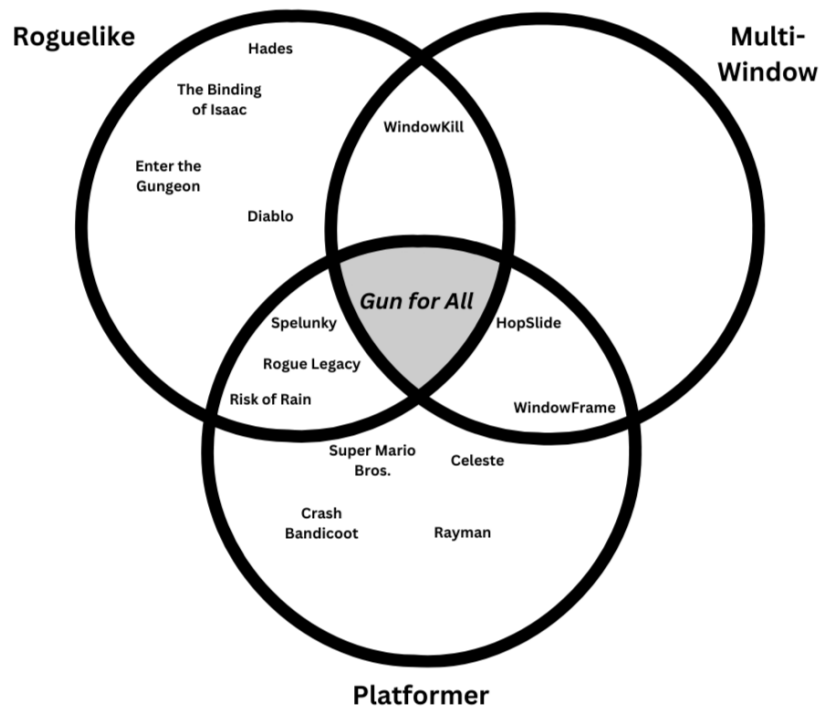 Roguelike
Multi-
Window
Hades
The Binding
of Isaac
WindowKill
Enter the
Gungeon
Diablo
Gun for All
Spelunky
HopSlide
Rogue Legacy
Risk of Rain
WindowFrame
Super Mario
Bros.
Celeste
Crash
Bandicoot
Rayman
Platformer